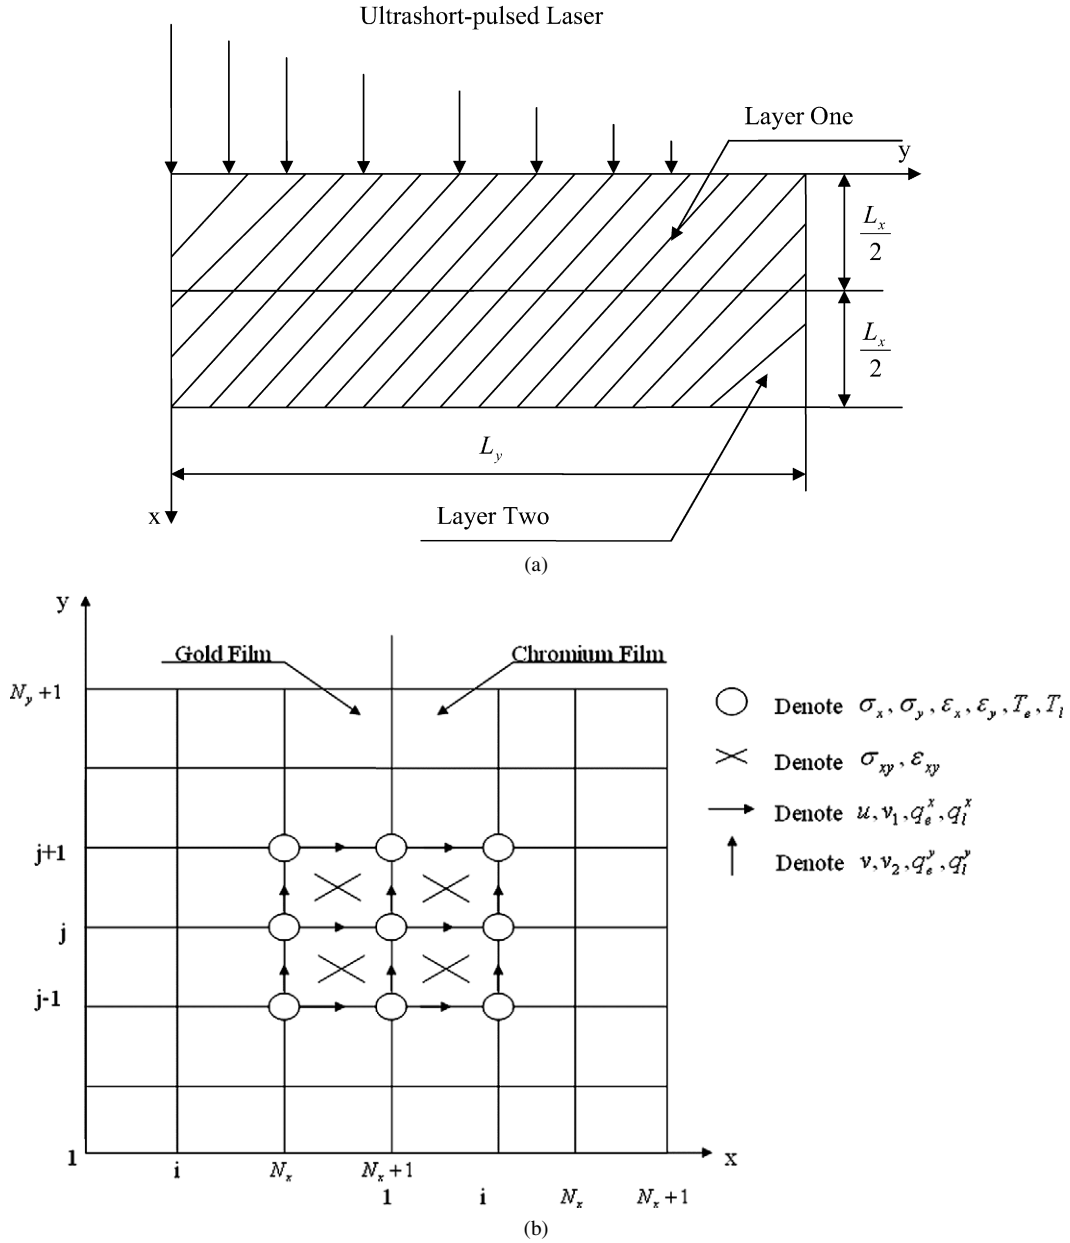 Ultrashort-pulsed Laser
Layer One
y
L_x
2
L_x
2
L_y
x
Layer Two
(a)
y
Gold Film
Chromium Film
N_y +1
Denote σ_x, σ_y, ε_x, ε_y, T_e, T_l
Denote σ_xy, ε_xy
Denote u, v_1, q_e^x, q_l^x
j+1
Denote v, v_2, q_e^y, q_l^y
j
j-1
1
x
i
N_x
N_x +1
1
i
N_x
N_x +1
(b)